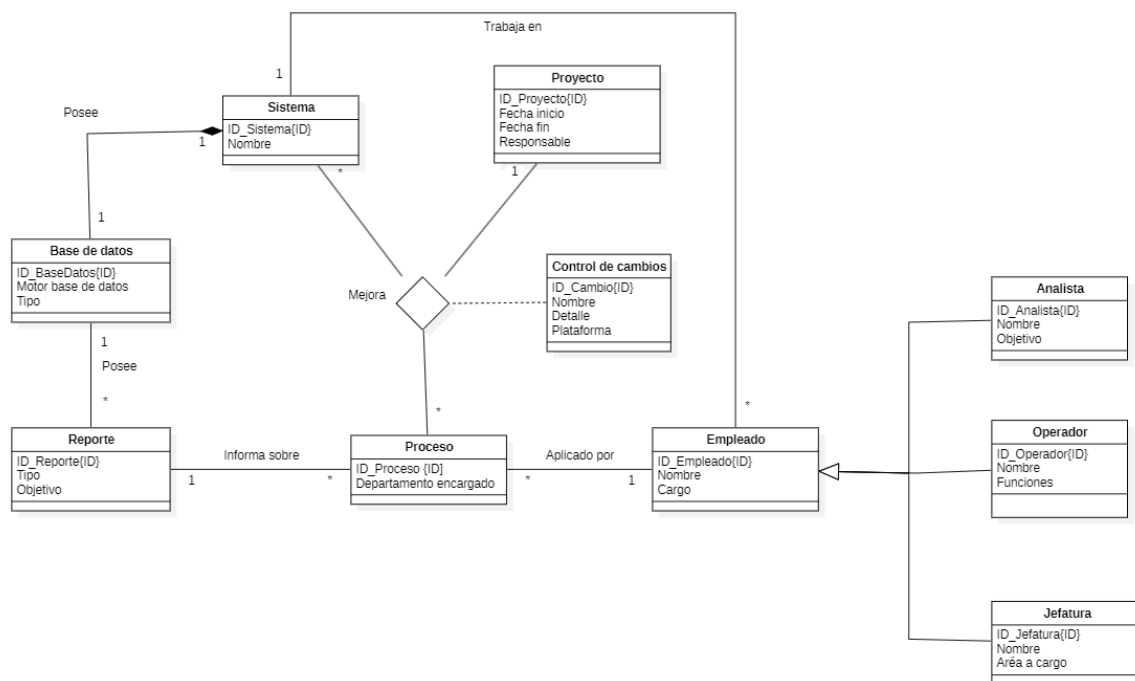 Trabaja en
1
Proyecto
ID_Proyecto{ID}
Fecha inicio
Fecha fin
Responsable
1
Sistema
ID_Sistema{ID}
Nombre
*
Posee
1
1
Base de datos
ID_BaseDatos{ID}
Motor base de datos
Tipo
Mejora
Control de cambios
ID_Cambio{ID}
Nombre
Detalle
Plataforma
Analista
ID_Analista{ID}
Nombre
Objetivo
1
Posee
*
*
*
Reporte
ID_Reporte{ID}
Tipo
Objetivo
Informa sobre
1
*
Proceso
ID_Proceso {ID}
Departamento encargado
Aplicado por
*
1
Empleado
ID_Empleado{ID}
Nombre
Cargo
Operador
ID_Operador{ID}
Nombre
Funciones
Jefatura
ID_Jefatura{ID}
Nombre
Aréa a cargo